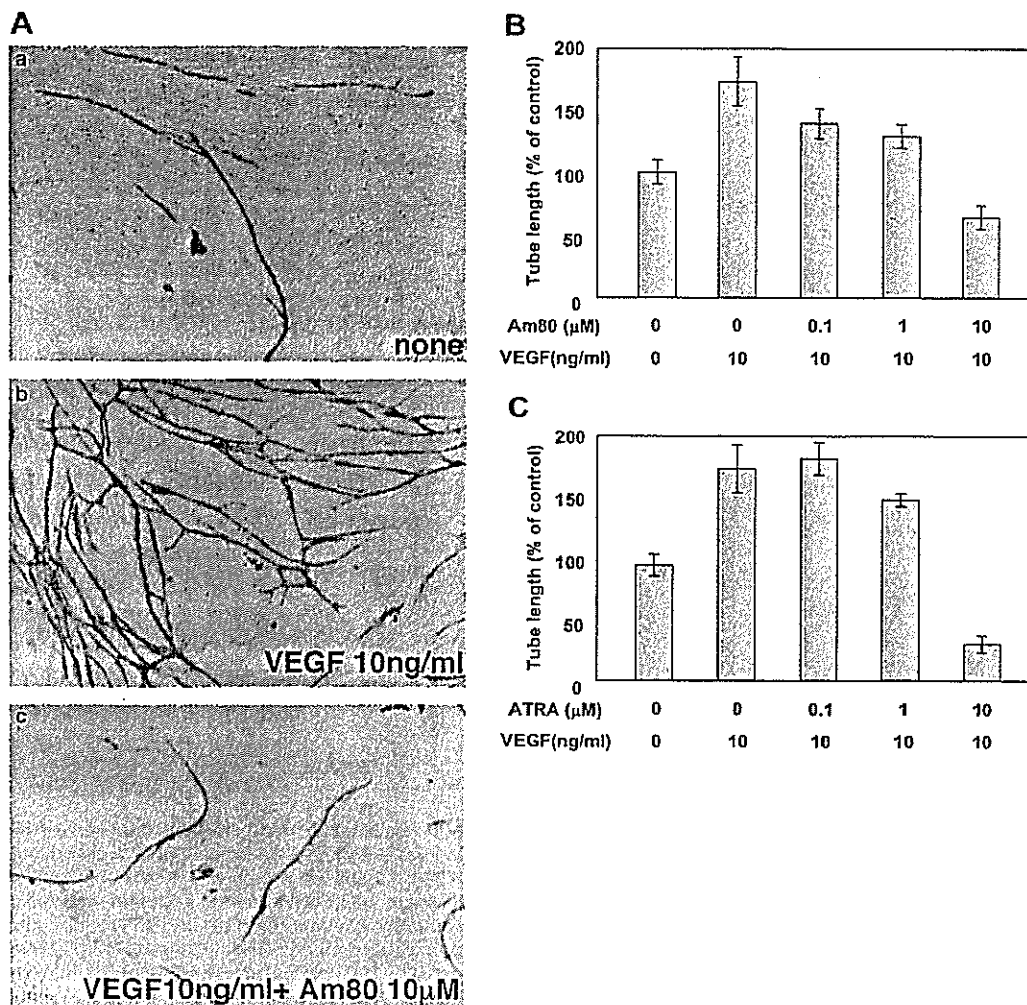 A
a
none
b
VEGF 10ng/ml
c
VEGF10ng/ml+ Am80 10μM
B
Tube length (% of control)
200
150
100
50
0
Am80 (μM) 0 0 0.1 1 10
VEGF(ng/ml) 0 10 10 10 10
C
Tube length (% of control)
200
150
100
50
0
ATRA (μM) 0 0 0.1 1 10
VEGF(ng/ml) 0 10 10 10 10